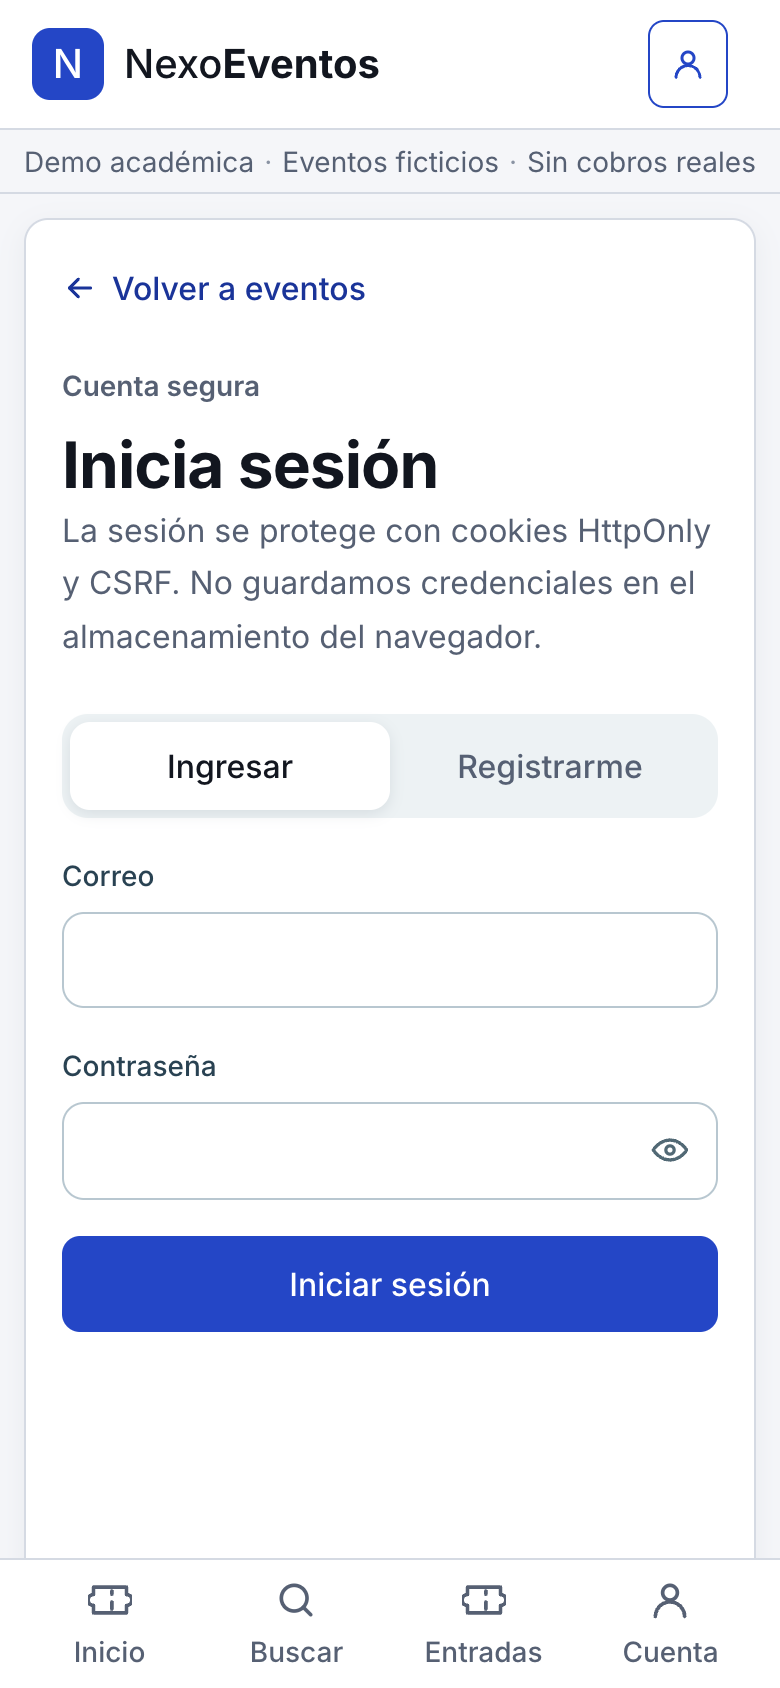 N NexoEventos
Demo académica · Eventos ficticios · Sin cobros reales
← Volver a eventos
Cuenta segura
Inicia sesión
La sesión se protege con cookies HttpOnly
y CSRF. No guardamos credenciales en el
almacenamiento del navegador.
Ingresar Registrarme
Correo
Contraseña
Iniciar sesión
Inicio Buscar Entradas Cuenta